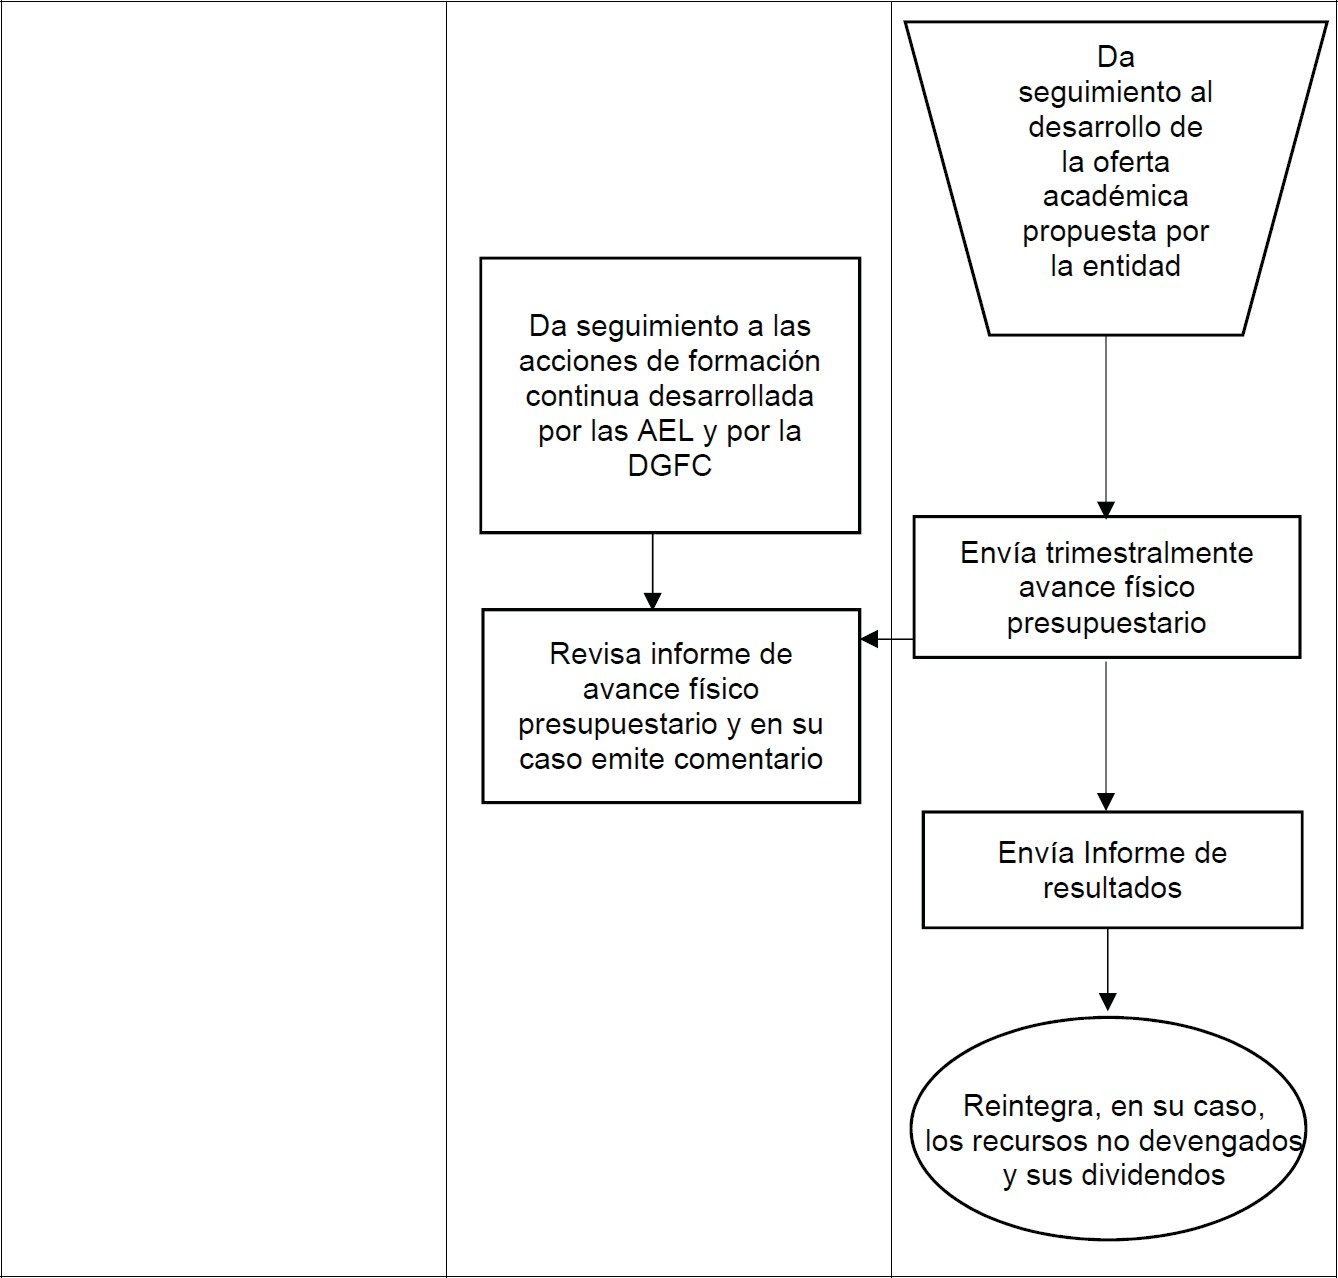 Da
seguimiento al
desarrollo de
la oferta
académica
propuesta por
la entidad
Da seguimiento a las
acciones de formación
continua desarrollada
por las AEL y por la
DGFC
Envía trimestralmente
avance físico
presupuestario
Revisa informe de
avance físico
presupuestario y en su
caso emite comentario
Envía Informe de
resultados
Reintegra, en su caso,
los recursos no devengados
y sus dividendos